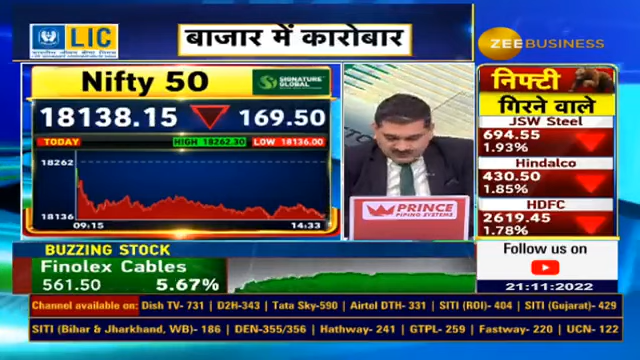 LIC
बाजार में कारोबार
ZEE BUSINESS
Nifty 50
SIGNATURE GLOBAL
18138.15 169.50
TODAY HIGH 18262.30 LOW 18136.00
18262
18136
09:15 14:33
PRINCE
PIPING SYSTEMS
निफ्टी
गिरने वाले
JSW Steel
694.55
1.93%
Hindalco
430.50
1.85%
HDFC
2619.45
1.78%
BUZZING STOCK
Finolex Cables
561.50 5.67%
Follow us on
21:11:2022
Channel available on: Dish TV- 731 | D2H-343 | Tata Sky-590 | Airtel DTH- 331 | SITI (ROI)- 404 | SITI (Gujarat)- 429
SITI (Bihar & Jharkhand, WB)- 186 | DEN-355/356 | Hathway- 241 | GTPL- 259 | Fastway- 220 | UCN- 122